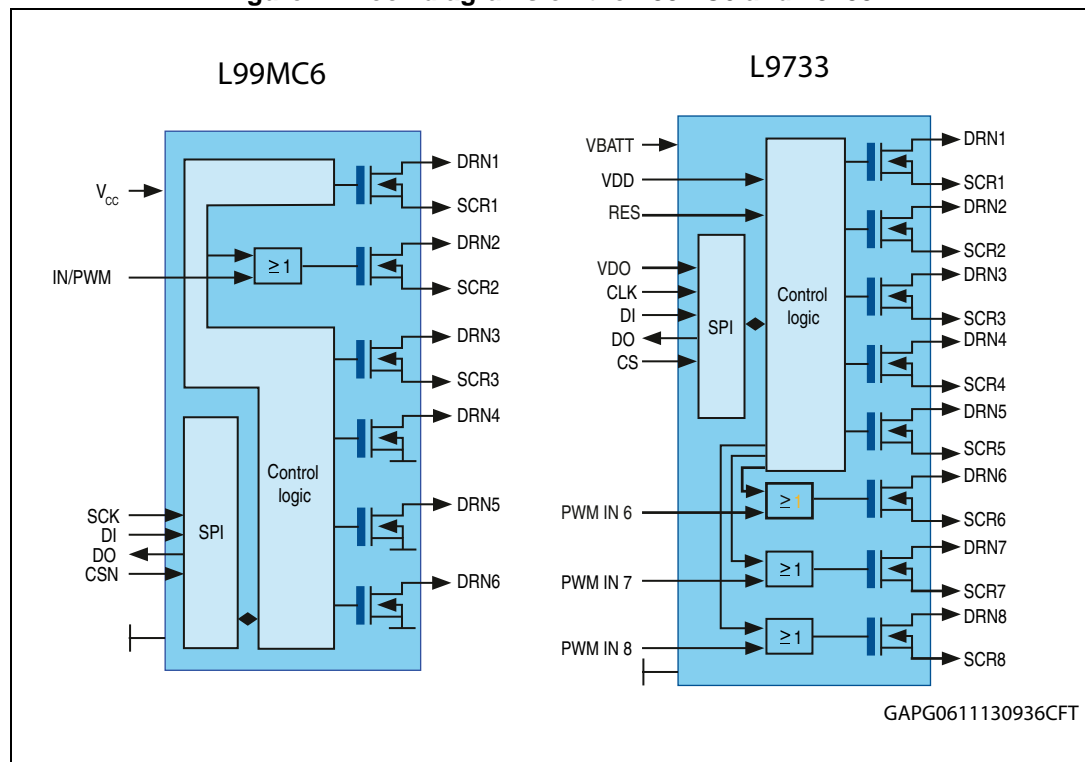 L99MC6
VCC
IN/PWM
SCK
DI
DO
CSN
SPI
Control
logic
≥1
DRN1
SCR1
DRN2
SCR2
DRN3
SCR3
DRN4
DRN5
DRN6
L9733
VBATT
VDD
RES
VDO
CLK
DI
DO
CS
PWM IN 6
PWM IN 7
PWM IN 8
SPI
Control
logic
≥1
≥1
≥1
DRN1
SCR1
DRN2
SCR2
DRN3
SCR3
DRN4
SCR4
DRN5
SCR5
DRN6
SCR6
DRN7
SCR7
DRN8
SCR8
GAPG0611130936CFT